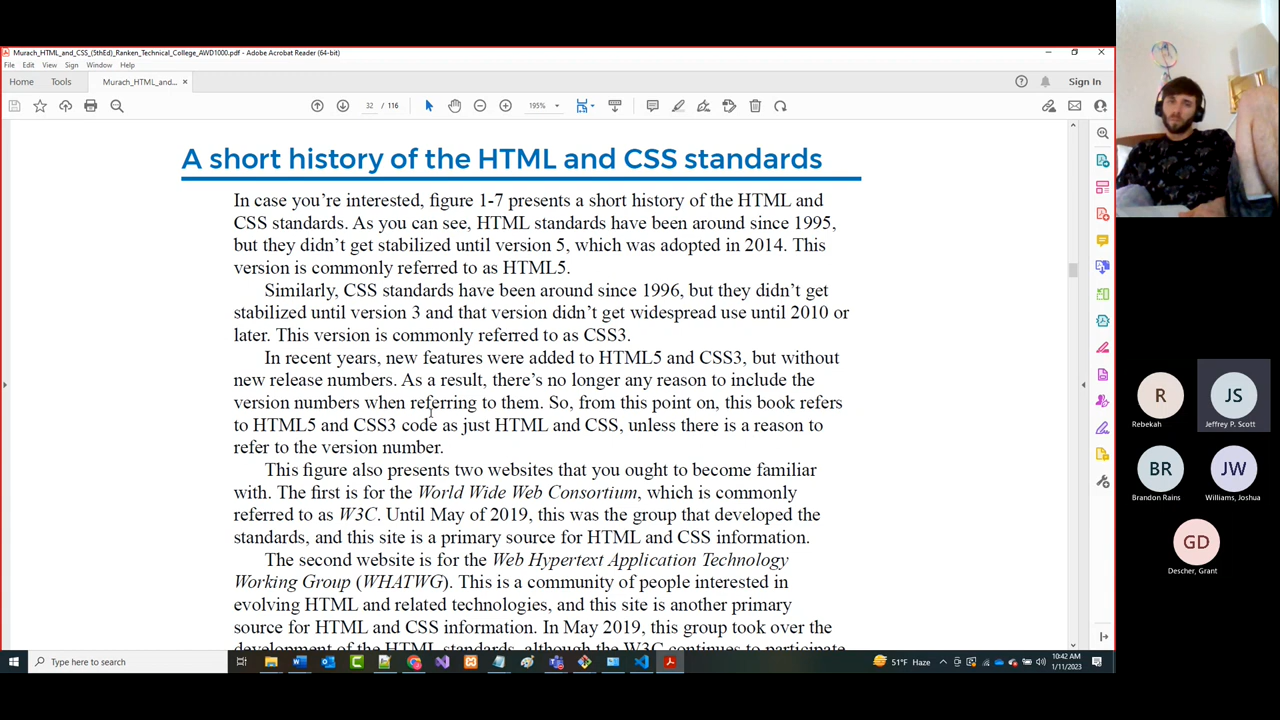 Murach_HTML_and_CSS_(5thEd)_Ranken_Technical_College_AWD1000.pdf - Adobe Acrobat Reader (64-bit)
File Edit View Sign Window Help
Home Tools Murach_HTML_and... × Sign In
32 / 116 195%
A short history of the HTML and CSS standards
In case you're interested, figure 1-7 presents a short history of the HTML and
CSS standards. As you can see, HTML standards have been around since 1995,
but they didn't get stabilized until version 5, which was adopted in 2014. This
version is commonly referred to as HTML5.
Similarly, CSS standards have been around since 1996, but they didn't get
stabilized until version 3 and that version didn't get widespread use until 2010 or
later. This version is commonly referred to as CSS3.
In recent years, new features were added to HTML5 and CSS3, but without
new release numbers. As a result, there's no longer any reason to include the
version numbers when referring to them. So, from this point on, this book refers
to HTML5 and CSS3 code as just HTML and CSS, unless there is a reason to
refer to the version number.
This figure also presents two websites that you ought to become familiar
with. The first is for the World Wide Web Consortium, which is commonly
referred to as W3C. Until May of 2019, this was the group that developed the
standards, and this site is a primary source for HTML and CSS information.
The second website is for the Web Hypertext Application Technology
Working Group (WHATWG). This is a community of people interested in
evolving HTML and related technologies, and this site is another primary
source for HTML and CSS information. In May 2019, this group took over the
development of the HTML standards, although the W3C continues to participate
R JS
Rebekah Jeffrey P. Scott
BR JW
Brandon Rains Williams, Joshua
GD
Descher, Grant
Type here to search 51°F Haze 10:42 AM
1/11/2023